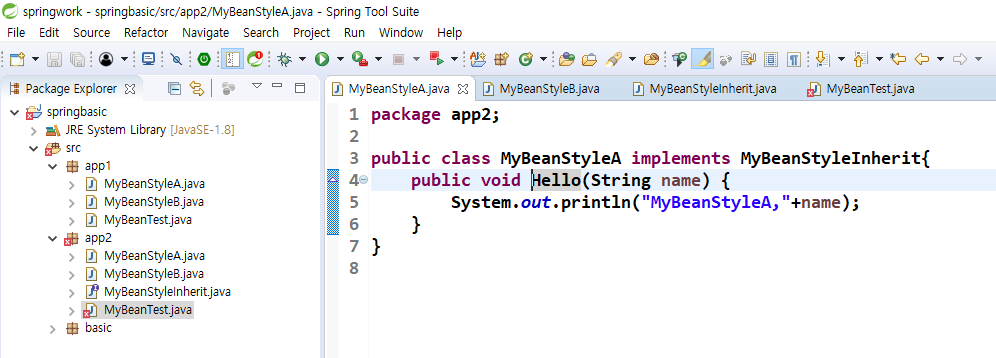 springwork - springbasic/src/app2/MyBeanStyleA.java - Spring Tool Suite
File Edit Source Refactor Navigate Search Project Run Window Help
Package Explorer
springbasic
JRE System Library [JavaSE-1.8]
src
app1
MyBeanStyleA.java
MyBeanStyleB.java
MyBeanTest.java
app2
MyBeanStyleA.java
MyBeanStyleB.java
MyBeanStyleInherit.java
MyBeanTest.java
basic
MyBeanStyleA.java MyBeanStyleB.java MyBeanStyleInherit.java MyBeanTest.java
1 package app2;
2
3 public class MyBeanStyleA implements MyBeanStyleInherit{
4 public void Hello(String name) {
5 System.out.println("MyBeanStyleA,"+name);
6 }
7 }
8